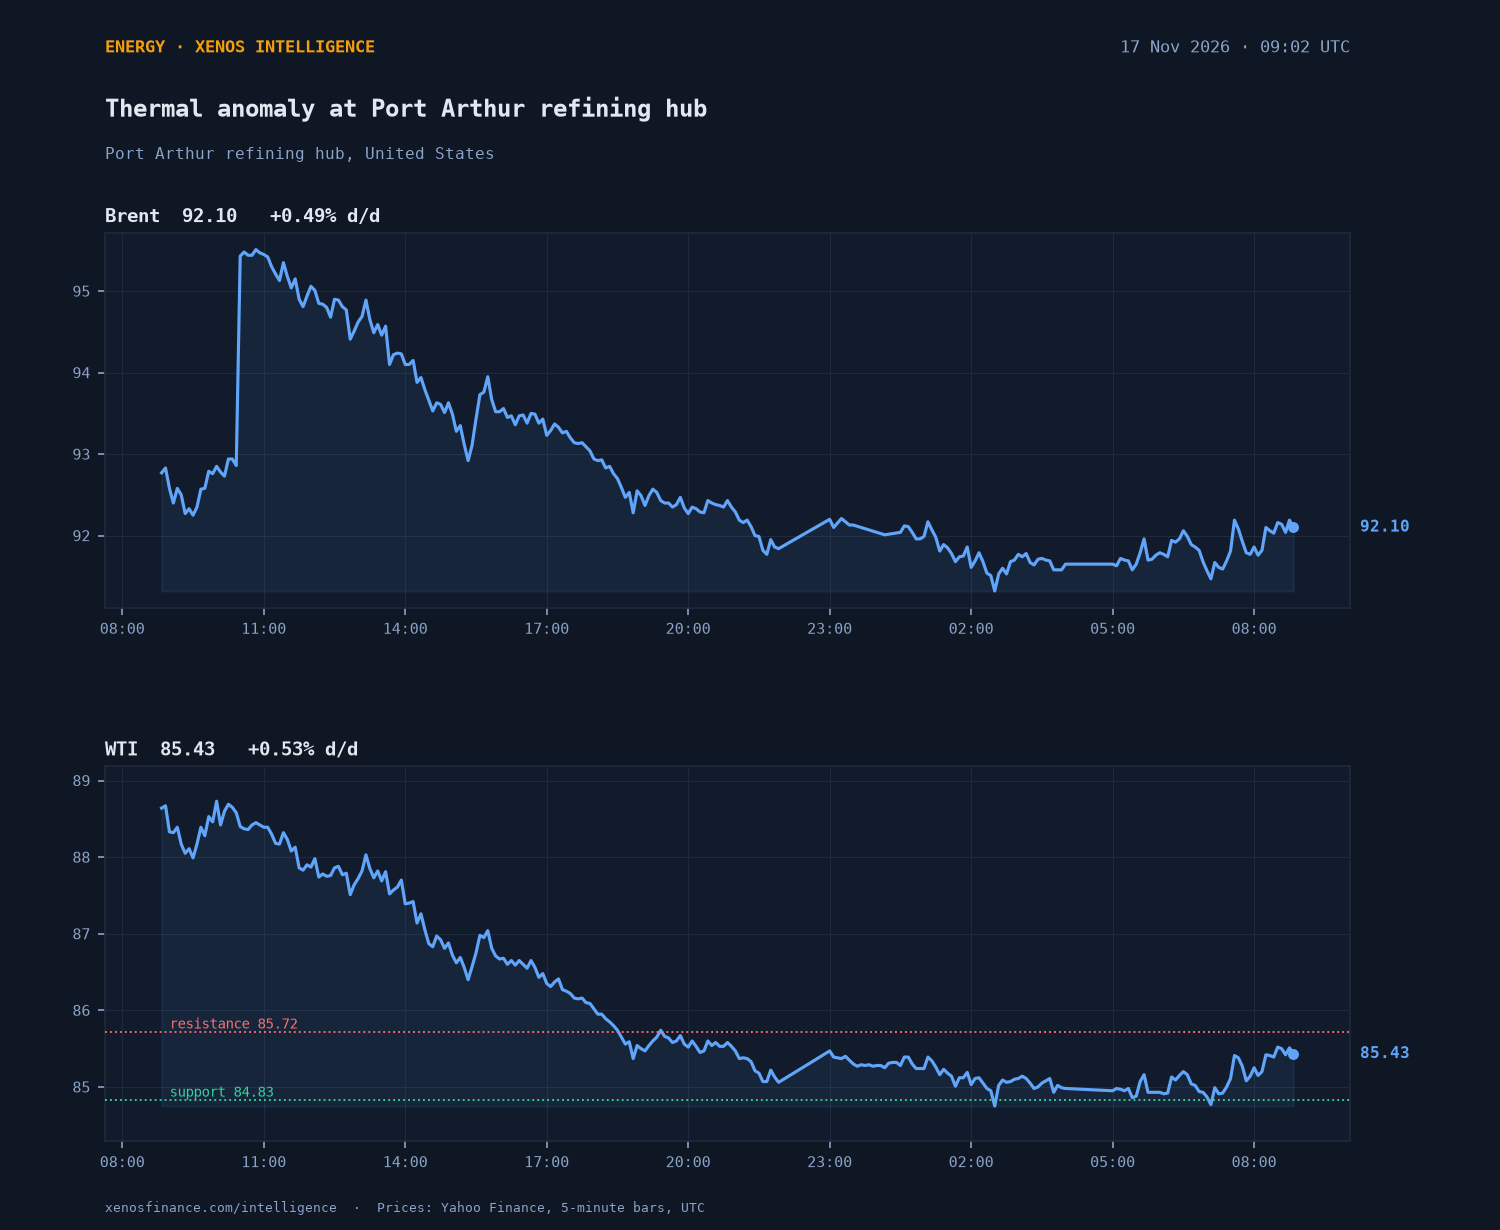 ENERGY · XENOS INTELLIGENCE
17 Nov 2026 · 09:02 UTC
Thermal anomaly at Port Arthur refining hub
Port Arthur refining hub, United States
Brent 92.10 +0.49% d/d
95
94
93
92
92.10
08:00 11:00 14:00 17:00 20:00 23:00 02:00 05:00 08:00
WTI 85.43 +0.53% d/d
89
88
87
86
resistance 85.72
85.43
85
support 84.83
08:00 11:00 14:00 17:00 20:00 23:00 02:00 05:00 08:00
xenosfinance.com/intelligence · Prices: Yahoo Finance, 5-minute bars, UTC